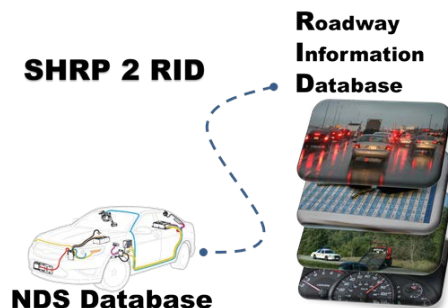 Roadway
Information
Database
SHRP 2 RID
NDS Database